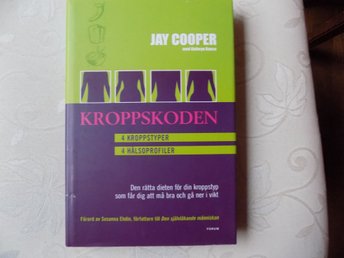 JAY COOPER
med Kathryn Lance
KROPPSKODEN
4 KROPPSTYPER
4 HÄLSOPROFILER
Den rätta dieten för din kroppstyp
som får dig att må bra och gå ner i vikt
Förord av Susanna Ehdin, författare till Den självläkande människan
FORUM